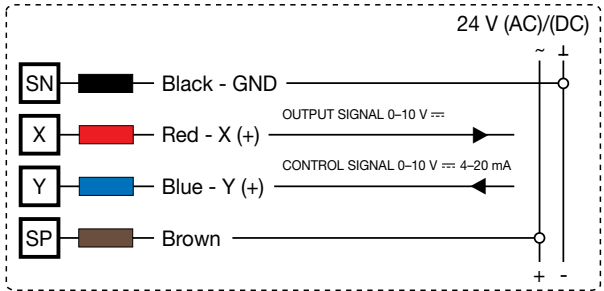 24 V (AC)/(DC)
~ ⊥
SN Black - GND
X Red - X (+) OUTPUT SIGNAL 0–10 V ⎓
Y Blue - Y (+) CONTROL SIGNAL 0–10 V ⎓ 4–20 mA
SP Brown
+ -